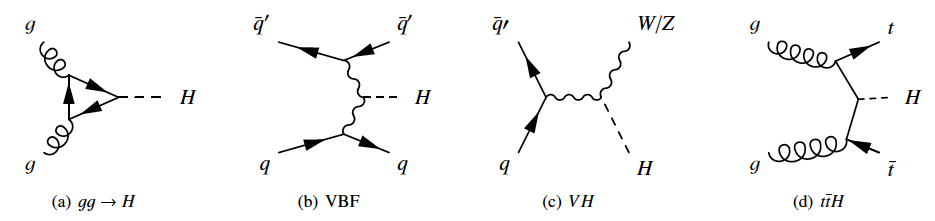 g q̄′ q̄′ q̄′ W/Z g t
H H H
g q q q H g t̄
(a) gg → H (b) VBF (c) VH (d) tt̄H